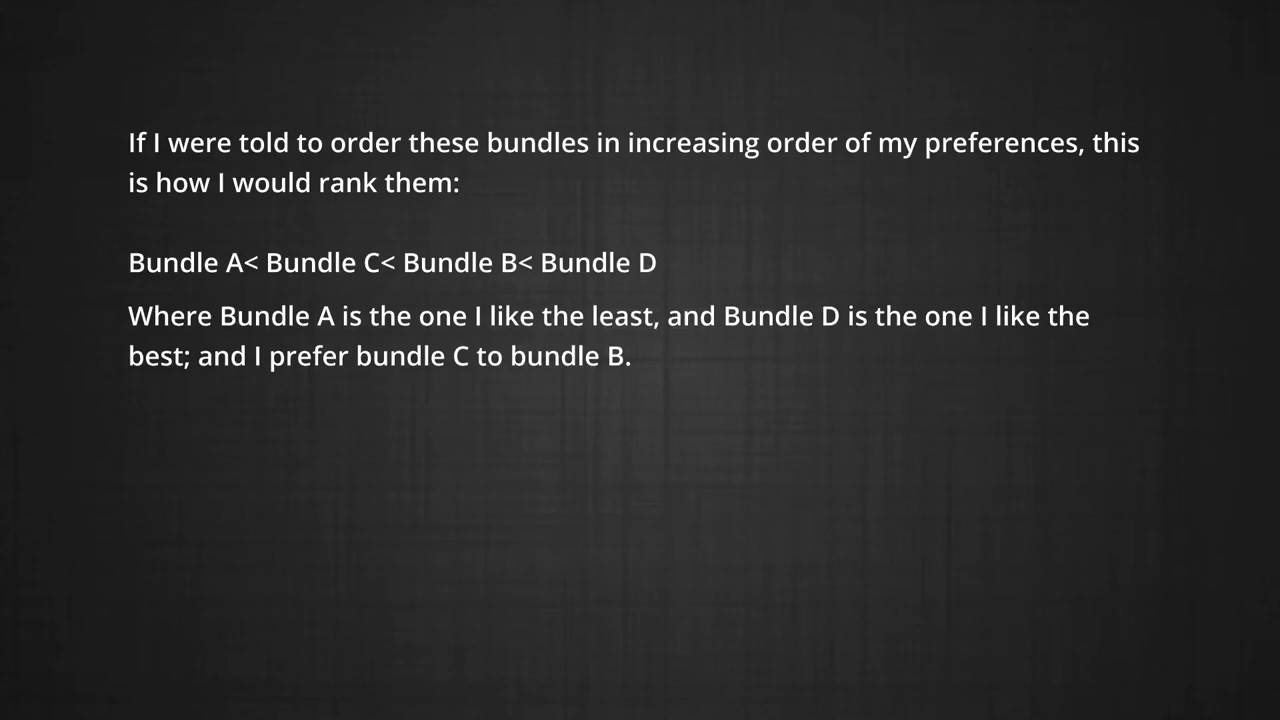 If I were told to order these bundles in increasing order of my preferences, this
is how I would rank them:
Bundle A< Bundle C< Bundle B< Bundle D
Where Bundle A is the one I like the least, and Bundle D is the one I like the
best; and I prefer bundle C to bundle B.